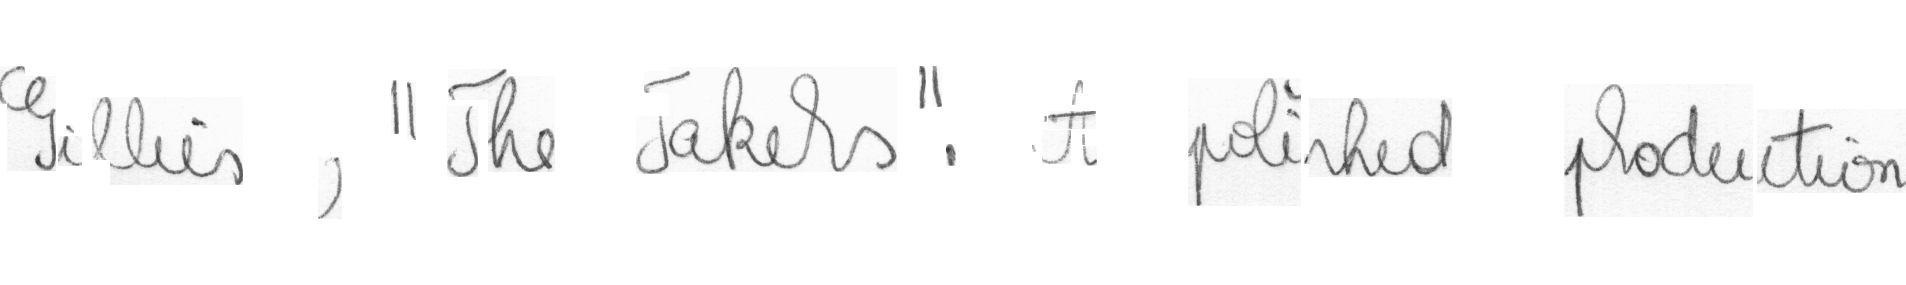 Gillies , " The Takers " . A polished production